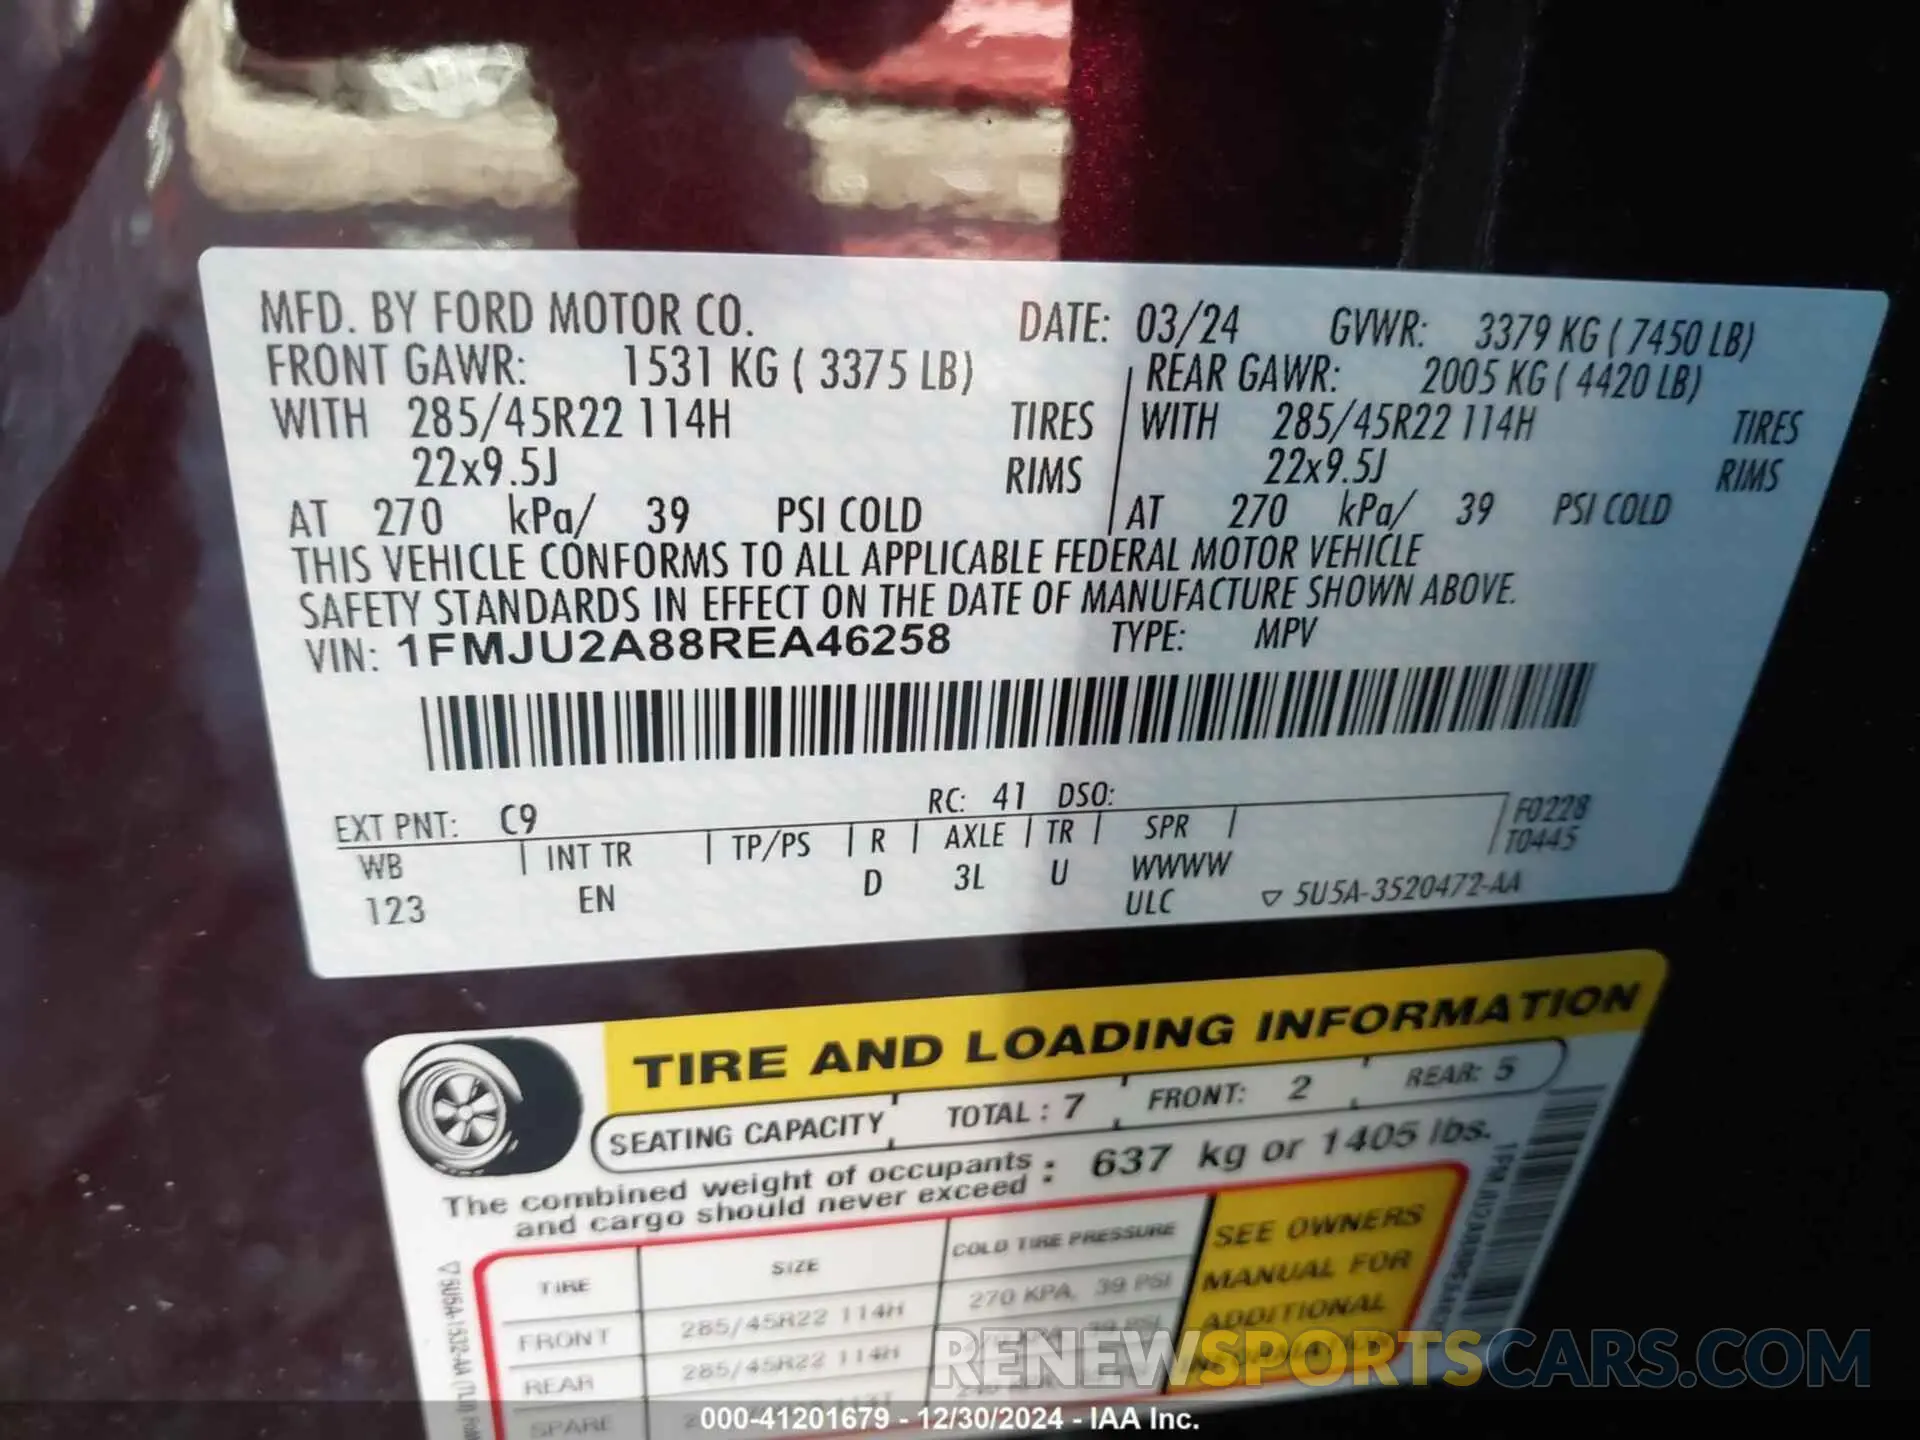 MFD. BY FORD MOTOR CO. DATE: 03/24 GVWR: 3379 KG ( 7450 LB)
FRONT GAWR: 1531 KG ( 3375 LB) REAR GAWR: 2005 KG ( 4420 LB)
WITH 285/45R22 114H TIRES WITH 285/45R22 114H TIRES
22x9.5J RIMS 22x9.5J RIMS
AT 270 kPa/ 39 PSI COLD AT 270 kPa/ 39 PSI COLD
THIS VEHICLE CONFORMS TO ALL APPLICABLE FEDERAL MOTOR VEHICLE
SAFETY STANDARDS IN EFFECT ON THE DATE OF MANUFACTURE SHOWN ABOVE.
VIN: 1FMJU2A88REA46258 TYPE: MPV
EXT PNT: C9 RC: 41 DSO:
WB INT TR TP/PS R AXLE TR SPR F0228
123 EN D 3L U WWWW T0445
ULC ▽ 5U5A-3520472-AA
TIRE AND LOADING INFORMATION
SEATING CAPACITY TOTAL : 7 FRONT: 2 REAR: 5
The combined weight of occupants and cargo should never exceed : 637 kg or 1405 lbs.
TIRE SIZE COLD TIRE PRESSURE
FRONT 285/45R22 114H 270 KPA, 39 PSI
REAR 285/45R22 114H 39 PSI
SPARE
SEE OWNERS
MANUAL FOR
ADDITIONAL
INFORMATION
RENEWSPORTSCARS.COM
000-41201679 - 12/30/2024 - IAA Inc.